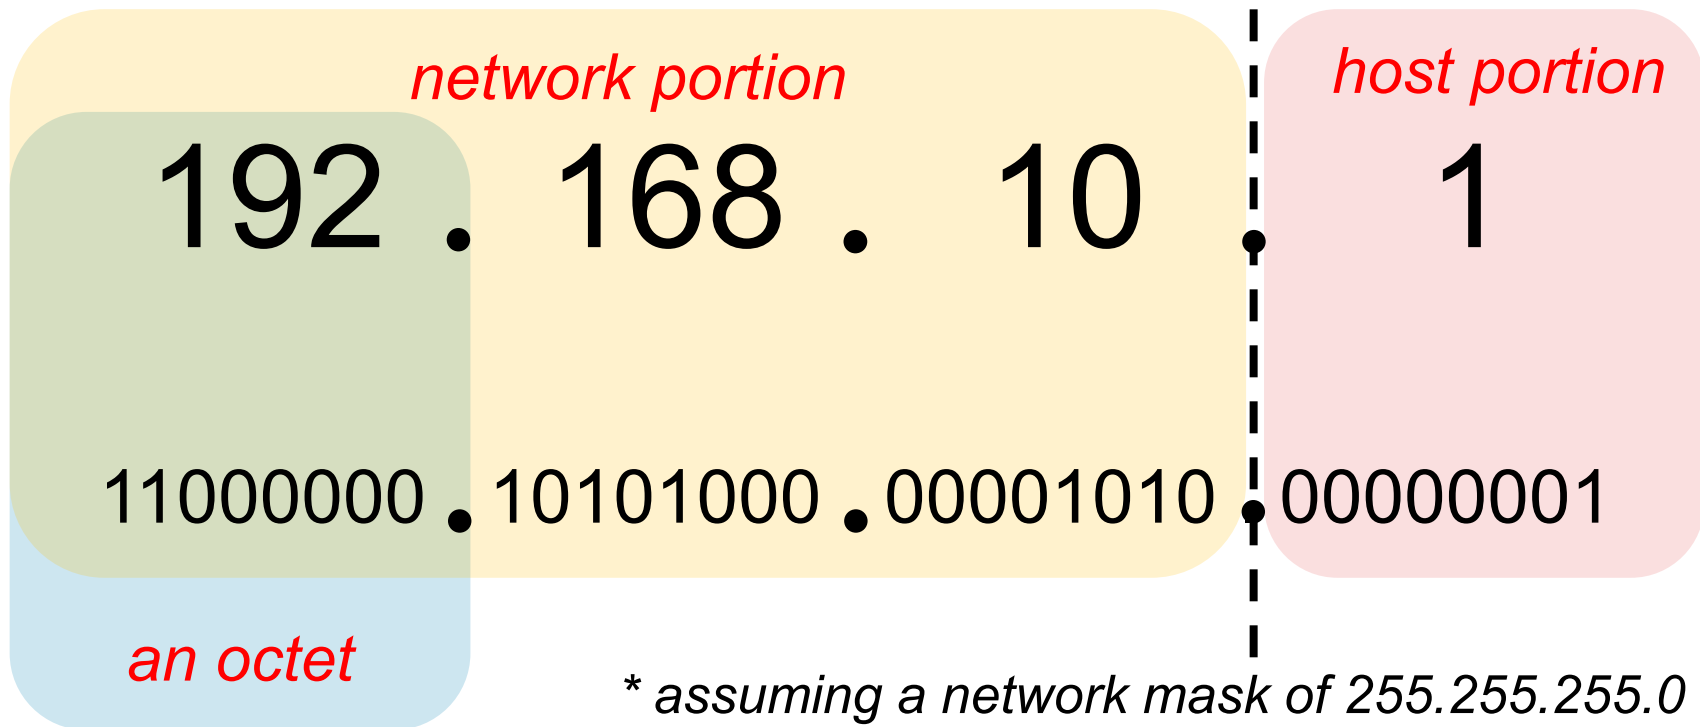 network portion
host portion
192 . 168 . 10 . 1
11000000 . 10101000 . 00001010 . 00000001
an octet
* assuming a network mask of 255.255.255.0